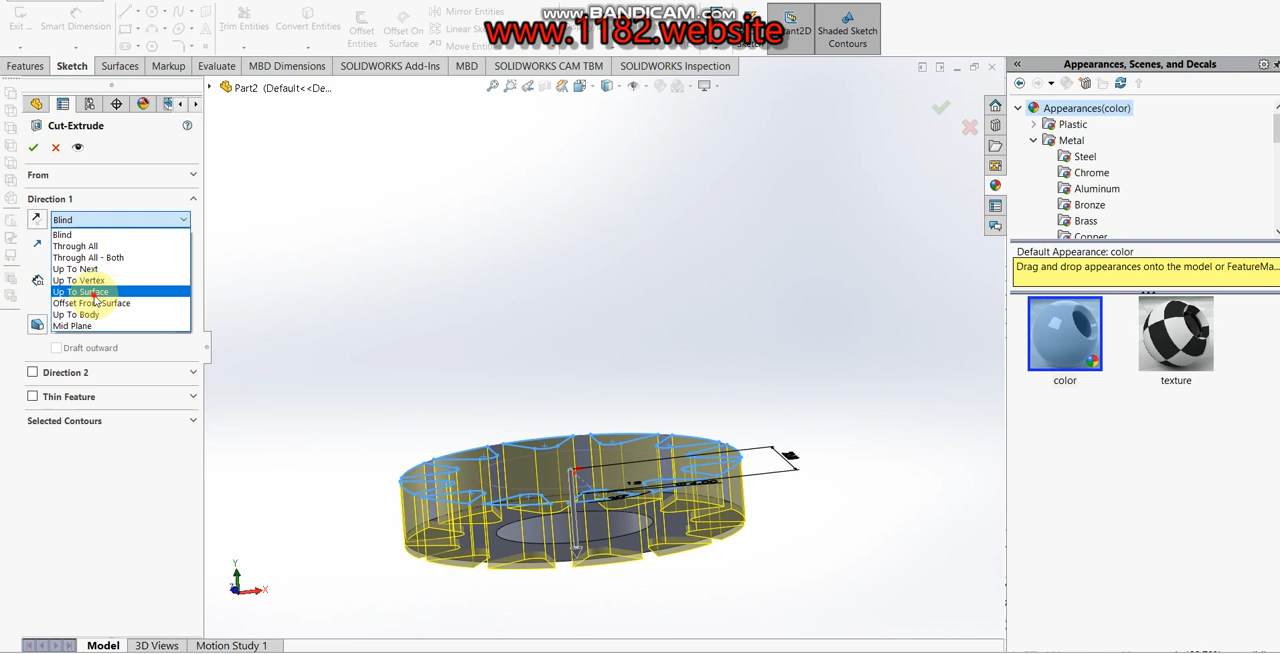 www.BANDICAM.com
www.1182.website
Smart Dimension
Trim Entities
Convert Entities
Offset Entities
Offset On Surface
Mirror Entities
Linear
Move
Shaded Sketch Contours
Features
Sketch
Surfaces
Markup
Evaluate
MBD Dimensions
SOLIDWORKS Add-Ins
MBD
SOLIDWORKS CAM TBM
SOLIDWORKS Inspection
Part2 (Default<<De...
Cut-Extrude
From
Direction 1
Blind
Blind
Through All
Through All - Both
Up To Next
Up To Vertex
Up To Surface
Offset From Surface
Up To Body
Mid Plane
Draft outward
Direction 2
Thin Feature
Selected Contours
Y
X
Z
Model
3D Views
Motion Study 1
Appearances, Scenes, and Decals
Appearances(color)
Plastic
Metal
Steel
Chrome
Aluminum
Bronze
Brass
Copper
Default Appearance: color
Drag and drop appearances onto the model or FeatureMa...
color
texture